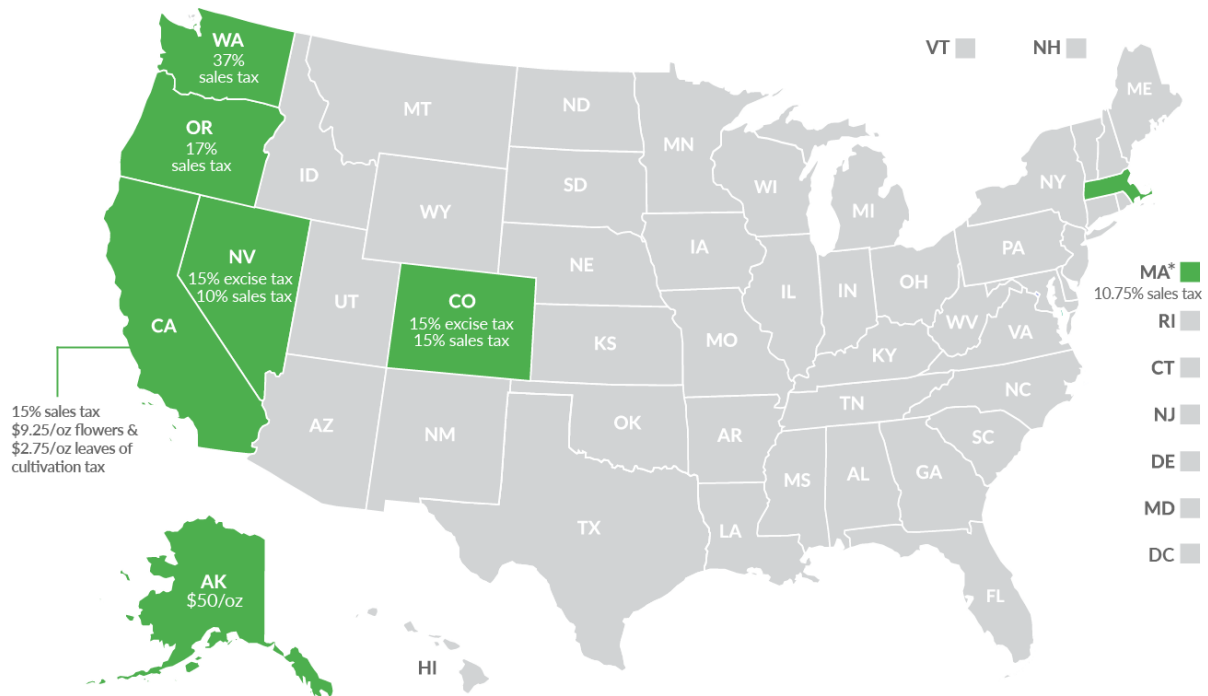 WA
37%
sales tax
VT
NH
MT
ND
ME
OR
17%
sales tax
MN
ID
SD
WI
NY
WY
MI
NV
15% excise tax
10% sales tax
IA
PA
NE
OH
MA*
10.75% sales tax
CO
15% excise tax
15% sales tax
UT
IL
IN
CA
WV
VA
RI
KS
MO
KY
CT
15% sales tax
$9.25/oz flowers &
$2.75/oz leaves of
cultivation tax
AZ
NM
OK
AR
TN
NC
NJ
SC
DE
MS
AL
GA
MD
TX
LA
DC
AK
$50/oz
FL
HI